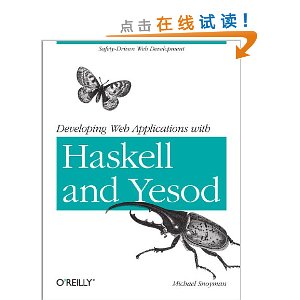 点击在线试读!
Safety-Driven Web Development
Developing Web Applications with
Haskell
and Yesod
O'REILLY®
Michael Snoyman